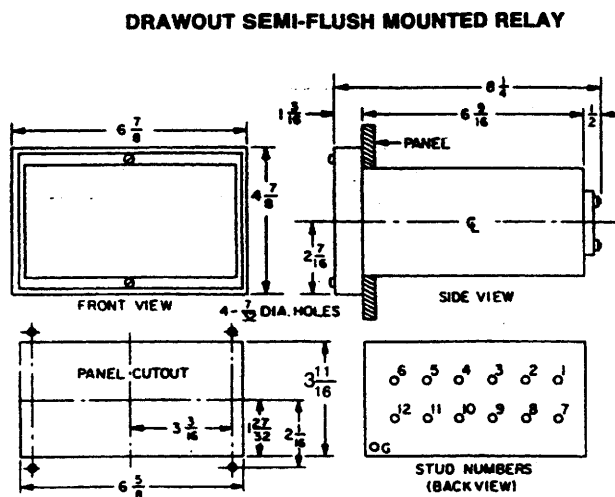 DRAWOUT SEMI-FLUSH MOUNTED RELAY
8 1/4
1 3/16
6 9/16
1/2
6 7/8
PANEL
4 7/8
2 7/16
℄
FRONT VIEW
SIDE VIEW
4 - 7/32 DIA. HOLES
PANEL CUTOUT
3 11/16
3 3/16
1 27/32
2 1/16
6 5/8
6 5 4 3 2 1
12 11 10 9 8 7
G
STUD NUMBERS
(BACK VIEW)